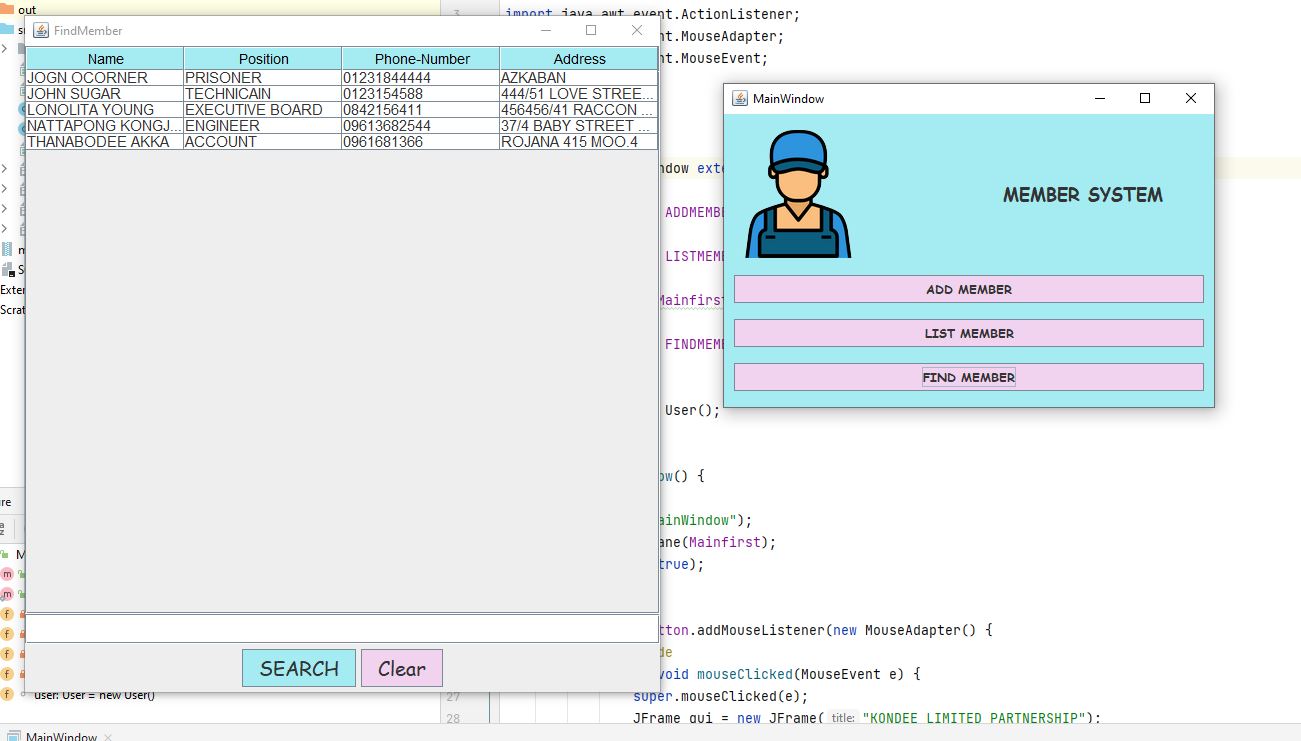 out
FindMember
Name Position Phone-Number Address
JOGN OCORNER PRISONER 01231844444 AZKABAN
JOHN SUGAR TECHNICAIN 0123154588 444/51 LOVE STREE...
LONOLITA YOUNG EXECUTIVE BOARD 0842156411 456456/41 RACCON ...
NATTAPONG KONGJ... ENGINEER 09613682544 37/4 BABY STREET ...
THANABODEE AKKA ACCOUNT 0961681366 ROJANA 415 MOO.4
SEARCH Clear
3 import java.awt.event.ActionListener;
nt.MouseAdapter;
nt.MouseEvent;
MainWindow
MEMBER SYSTEM
ADD MEMBER
LIST MEMBER
FIND MEMBER
ndow exte
ADDMEMBE
LISTMEME
Mainfirst
FINDMEME
User();
ow() {
ainWindow");
ane(Mainfirst);
true);
tton.addMouseListener(new MouseAdapter() {
de
void mouseClicked(MouseEvent e) {
27 super.mouseClicked(e);
28 JFrame gui = new JFrame( title: "KONDEE LIMITED PARTNERSHIP");
Exter
Scrat
ure
user: User = new User()
MainWindow